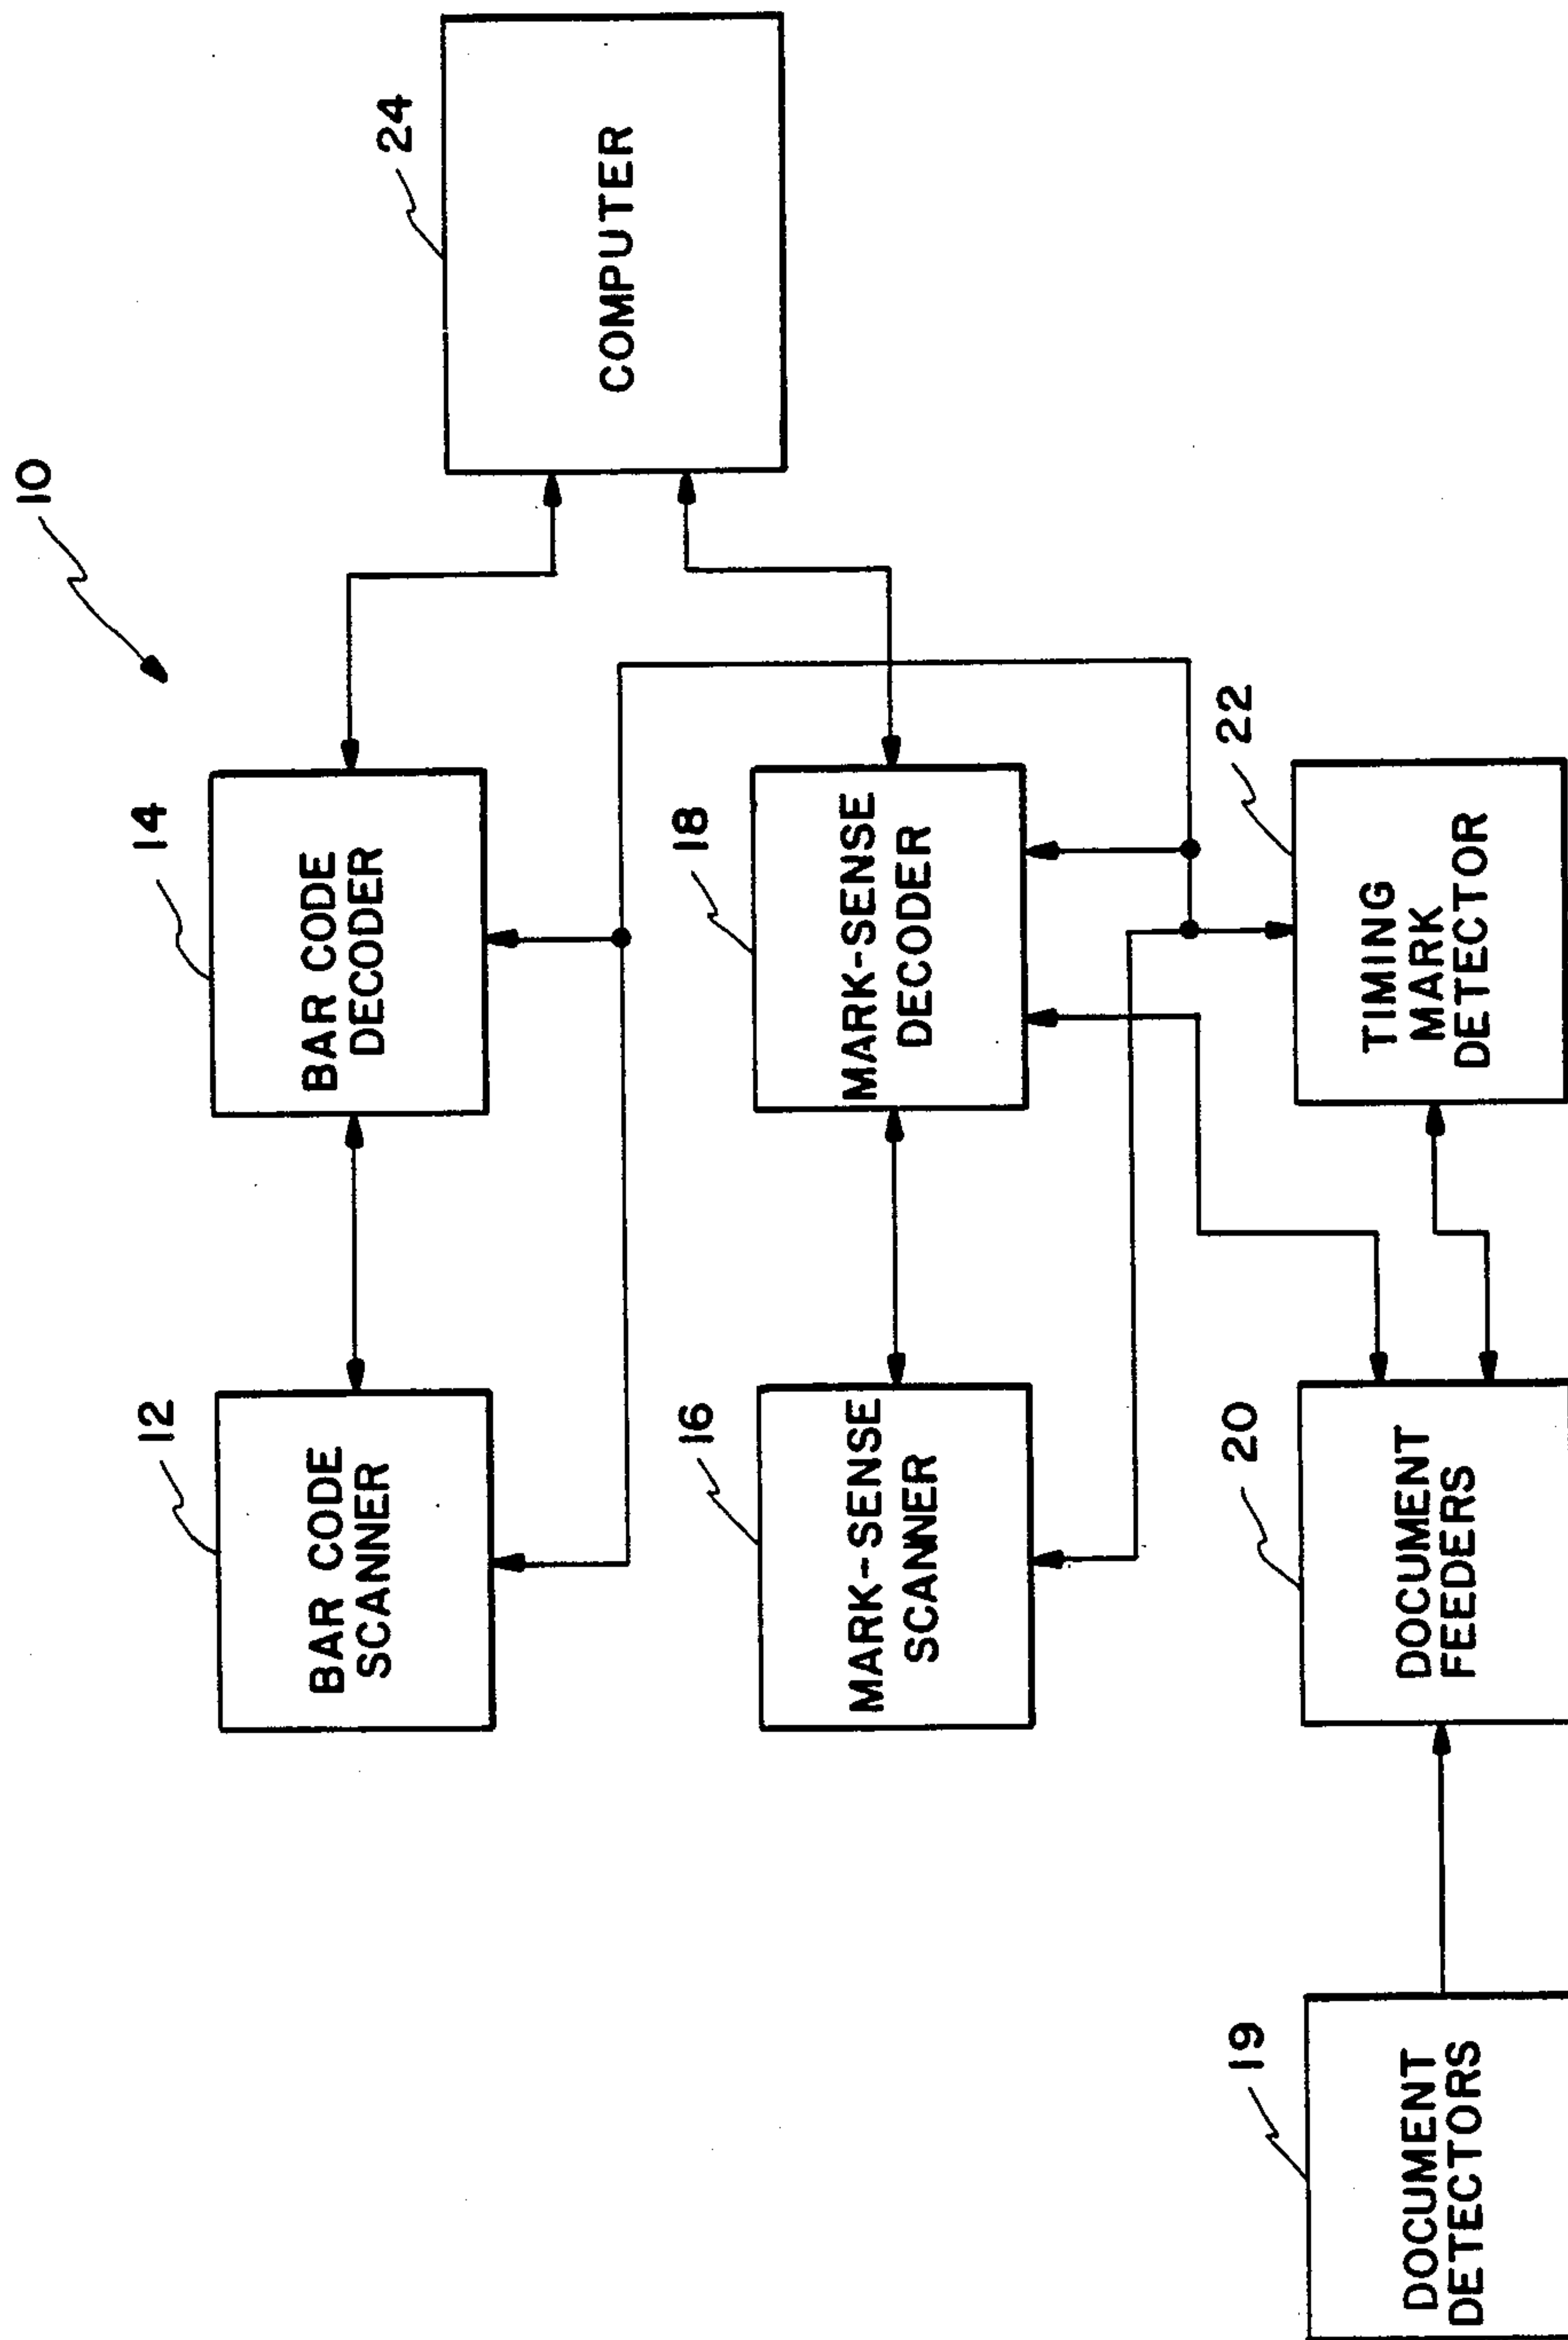 10
12
BAR CODE
SCANNER
14
BAR CODE
DECODER
24
COMPUTER
16
MARK-SENSE
SCANNER
18
MARK-SENSE
DECODER
19
DOCUMENT
DETECTORS
20
DOCUMENT
FEEDERS
22
TIMING
MARK
DETECTOR